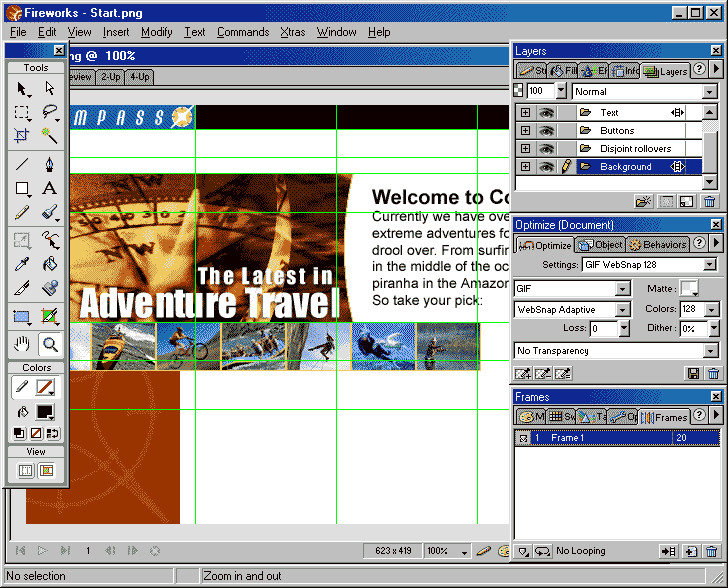 Fireworks - Start.png
File Edit View Insert Modify Text Commands Xtras Window Help
ng @ 100%
eview 2-Up 4-Up
Tools
Colors
View
MPASS
Welcome to Co
Currently we have ove
extreme adventures fo
drool over. From surfin
in the middle of the oc
piranha in the Amazon
So take your pick:
The Latest in
Adventure Travel
Layers
St Fill Ef Info Layers
100 Normal
Text
Buttons
Disjoint rollovers
Background
Optimize (Document)
Optimize Object Behaviors
Settings: GIF WebSnap 128
GIF Matte:
WebSnap Adaptive Colors: 128
Loss: 0 Dither: 0%
No Transparency
Frames
M Sw Ta Op Frames
1 Frame 1 20
No Looping
1 623 x 419 100%
No selection Zoom in and out